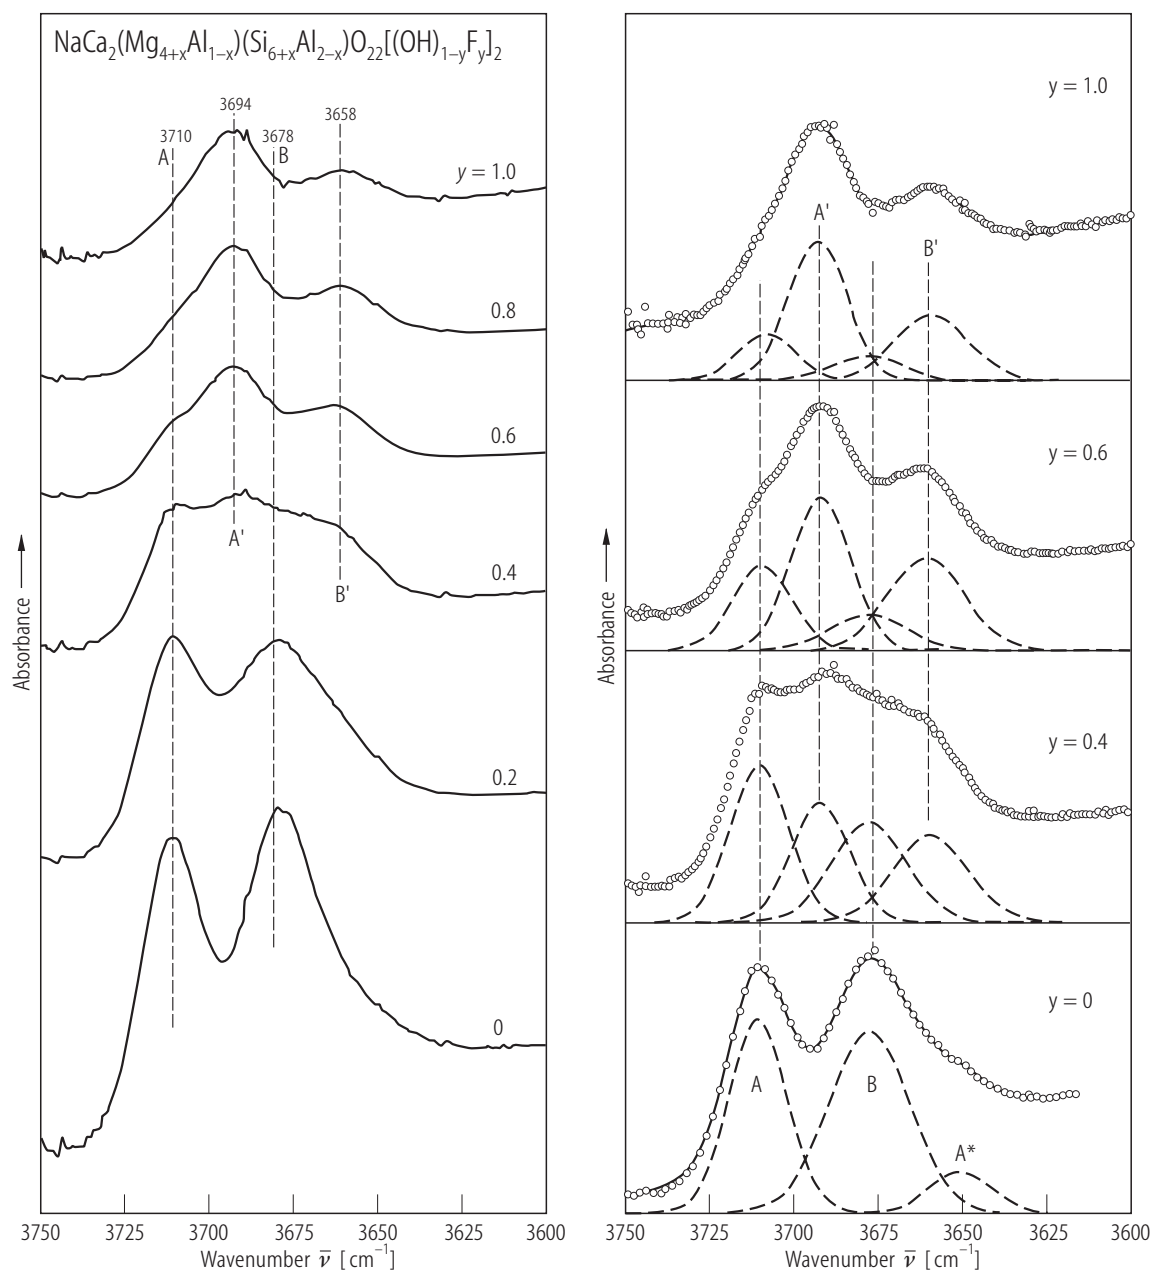 NaCa₂(Mg₄₊ₓAl₁₋ₓ)(Si₆₊ₓAl₂₋ₓ)O₂₂[(OH)₁₋yFy]₂
3694
3710
3678
3658
A
B
y = 1.0
0.8
0.6
A'
0.4
B'
0.2
0
Absorbance
3750 3725 3700 3675 3650 3625 3600
Wavenumber ν̅ [cm⁻¹]
y = 1.0
A'
B'
y = 0.6
y = 0.4
y = 0
A
B
A*
Absorbance
3750 3725 3700 3675 3650 3625 3600
Wavenumber ν̅ [cm⁻¹]